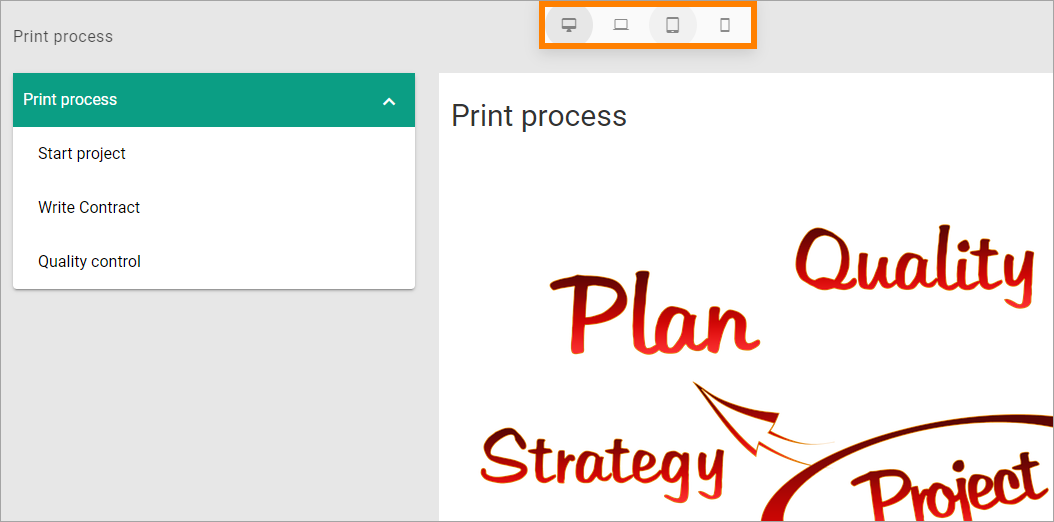 Print process
Print process
Start project
Write Contract
Quality control
Print process
Quality
Plan
Strategy
Project